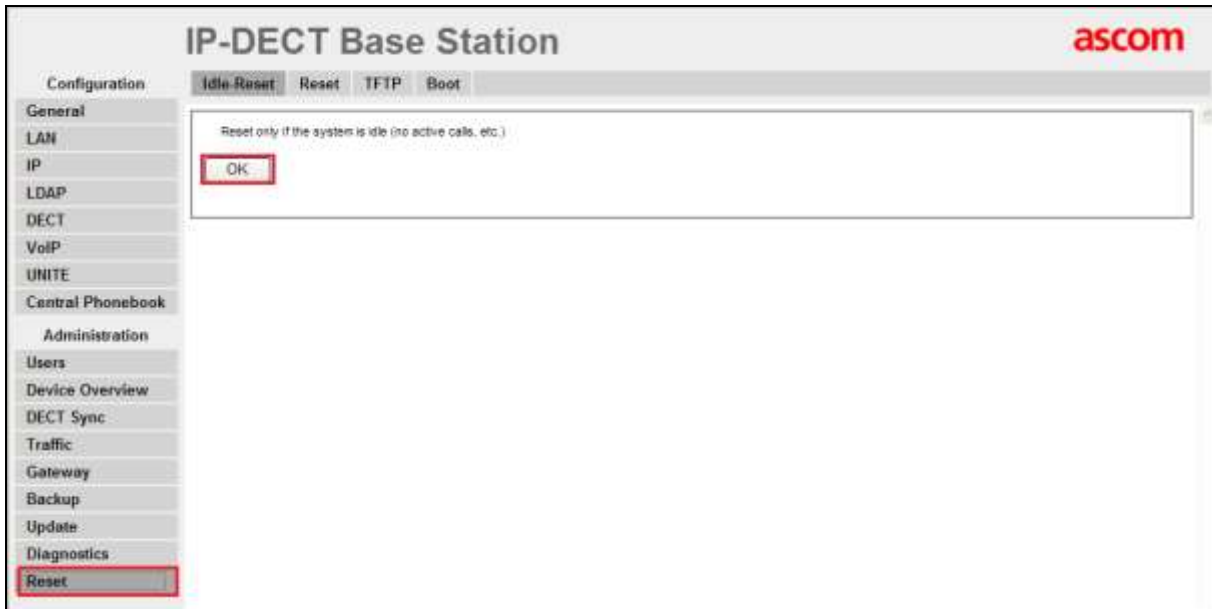 IP-DECT Base Station
ascom
Configuration
Idle-Reset Reset TFTP Boot
General
LAN
IP
LDAP
DECT
VoIP
UNITE
Central Phonebook
Administration
Users
Device Overview
DECT Sync
Traffic
Gateway
Backup
Update
Diagnostics
Reset
Reset only if the system is idle (no active calls, etc.)
OK